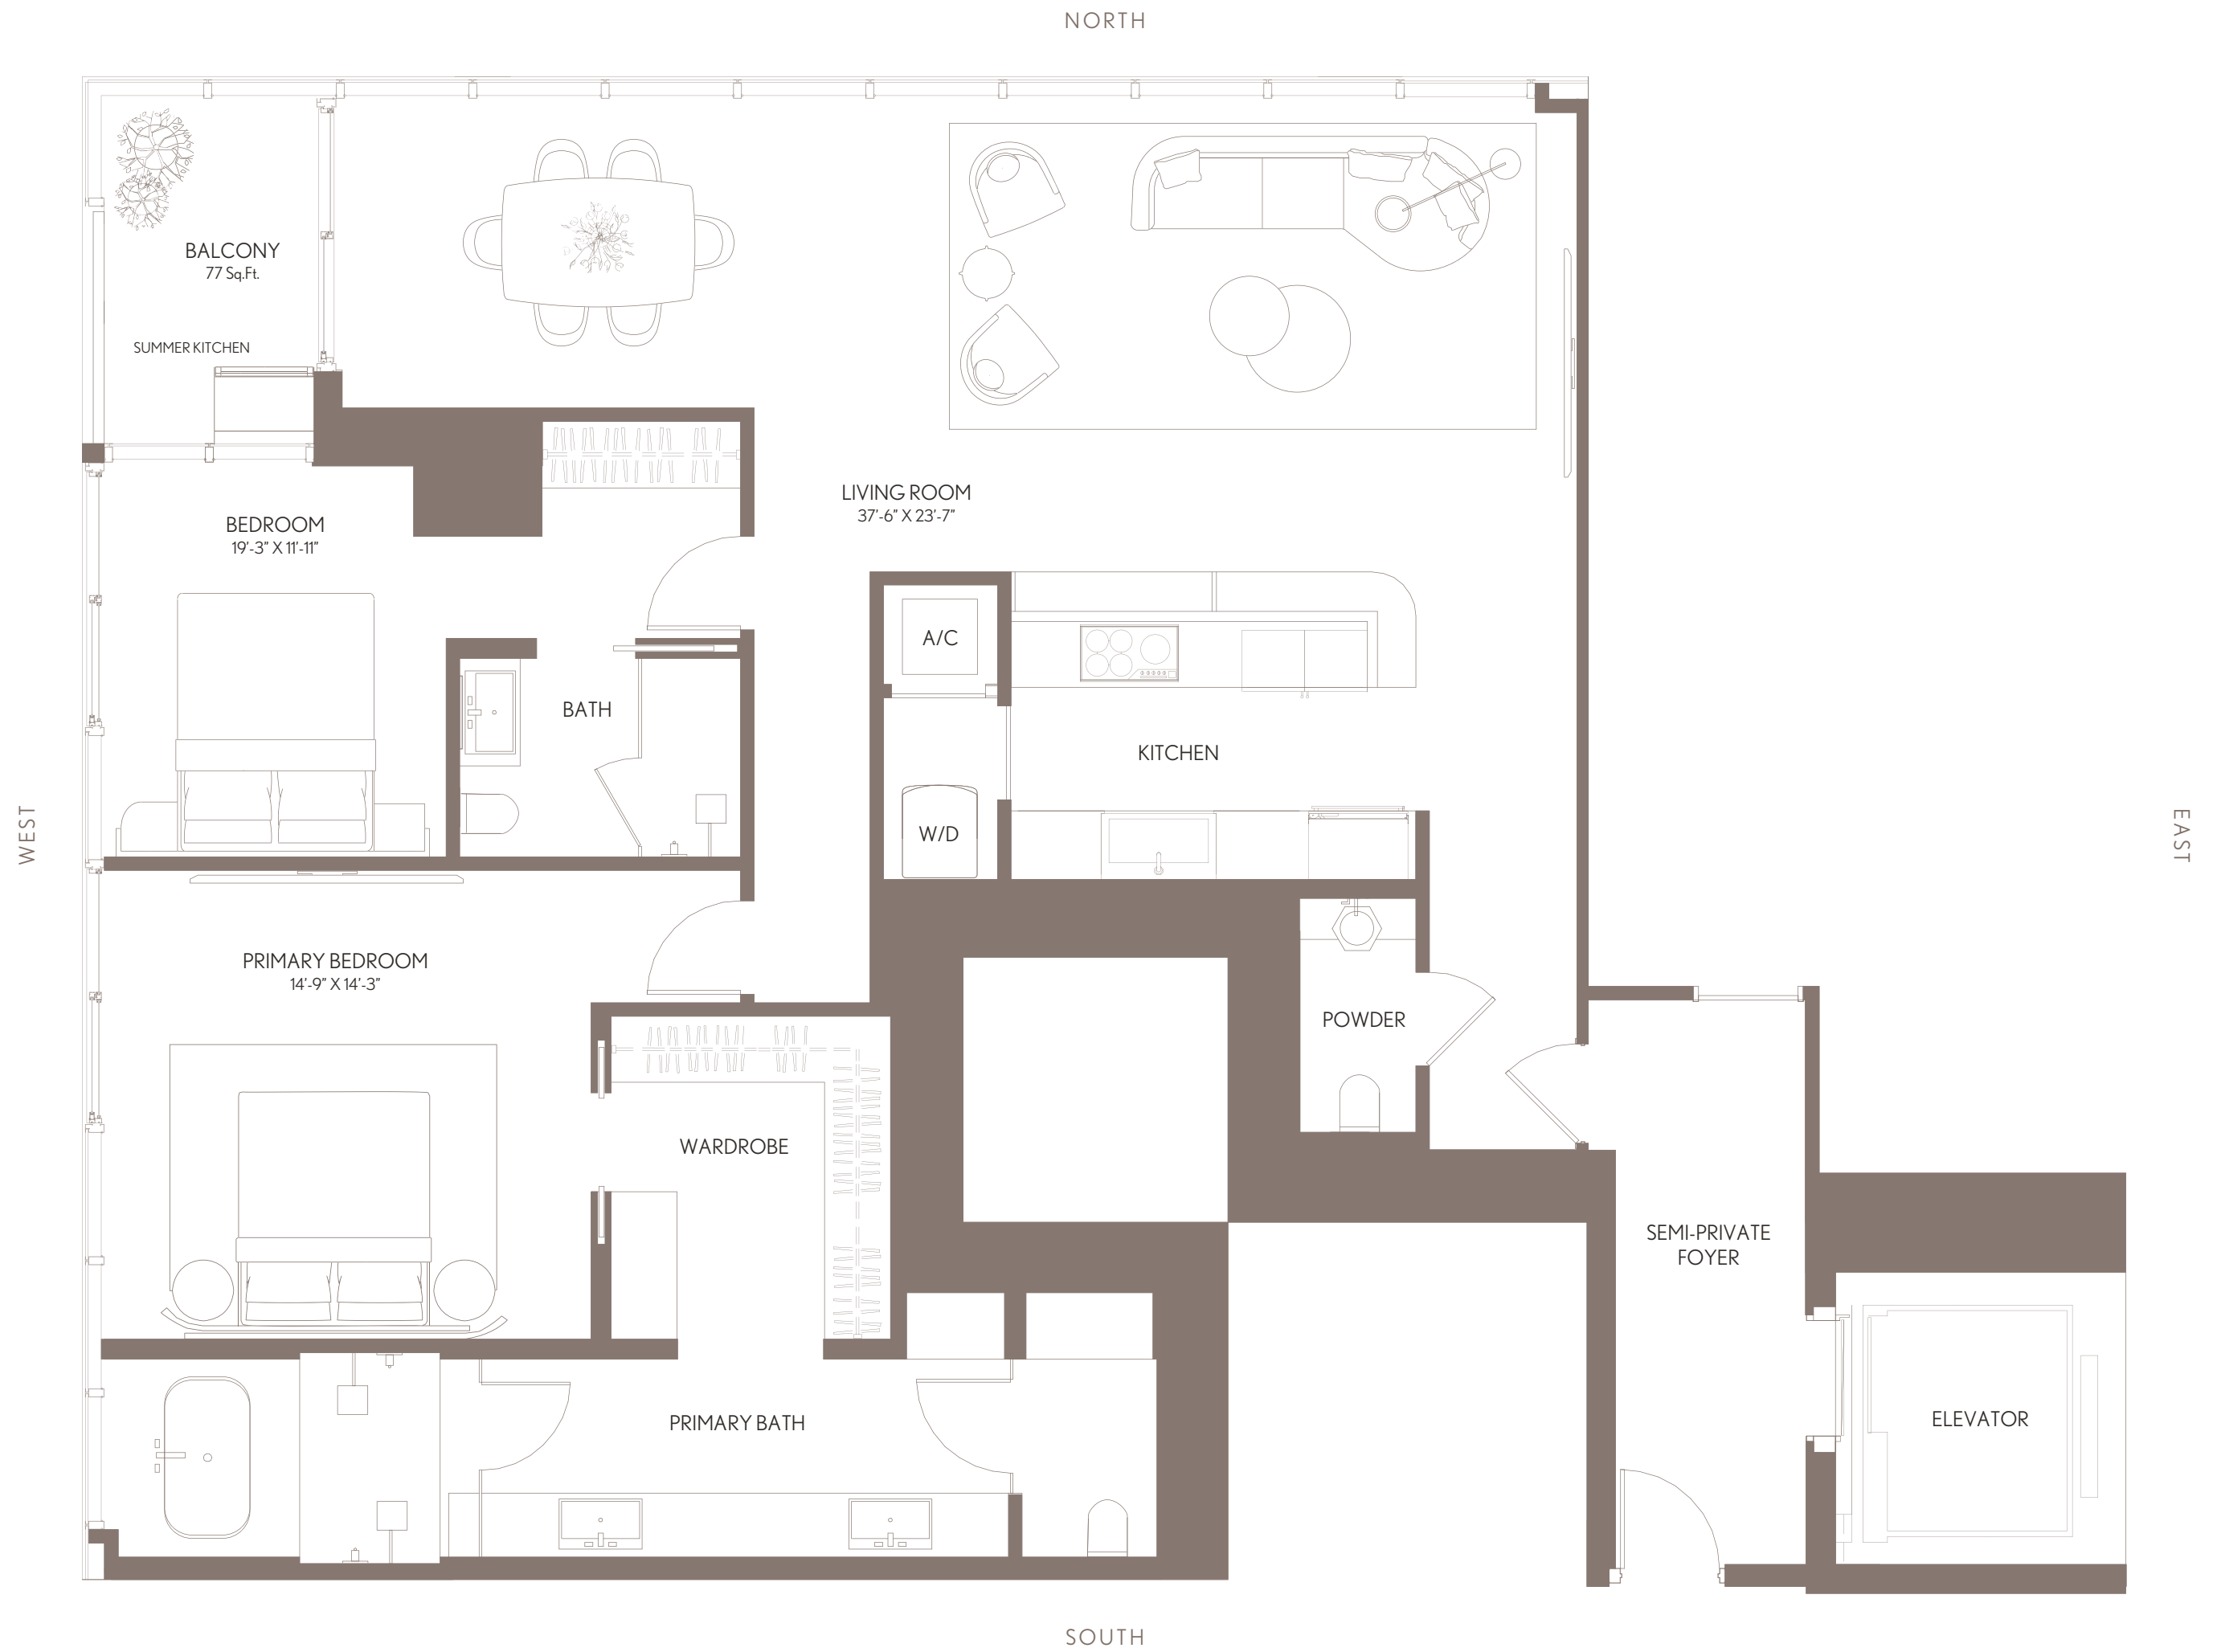 NORTH
BALCONY
77 Sq.Ft.
SUMMER KITCHEN
LIVING ROOM
37'-6" X 23'-7"
BEDROOM
19'-3" X 11'-11"
A/C
BATH
KITCHEN
WEST
W/D
EAST
PRIMARY BEDROOM
14'-9" X 14'-3"
POWDER
WARDROBE
SEMI-PRIVATE
FOYER
PRIMARY BATH
ELEVATOR
SOUTH